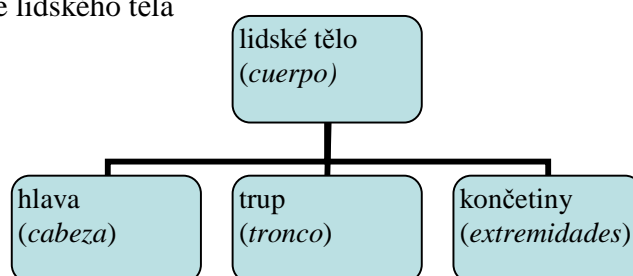 lidského těla
lidské tělo
(cuerpo)
hlava
(cabeza)
trup
(tronco)
končetiny
(extremidades)